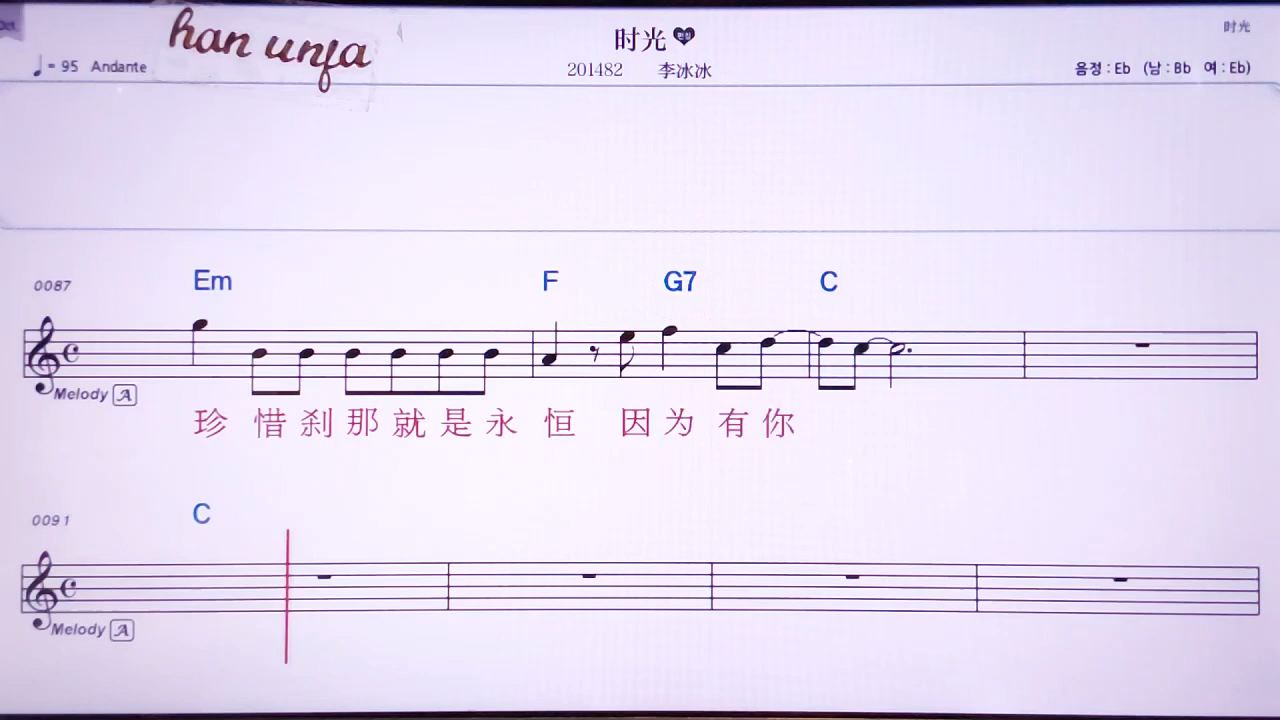 han unja
时光
时光
♩= 95 Andante
201482 李冰冰
음정 : Eb (남 : Bb 여 : Eb)
0087
Em F G7 C
Melody A
珍惜刹那就是永恒 因为有你
0091
C
Melody A